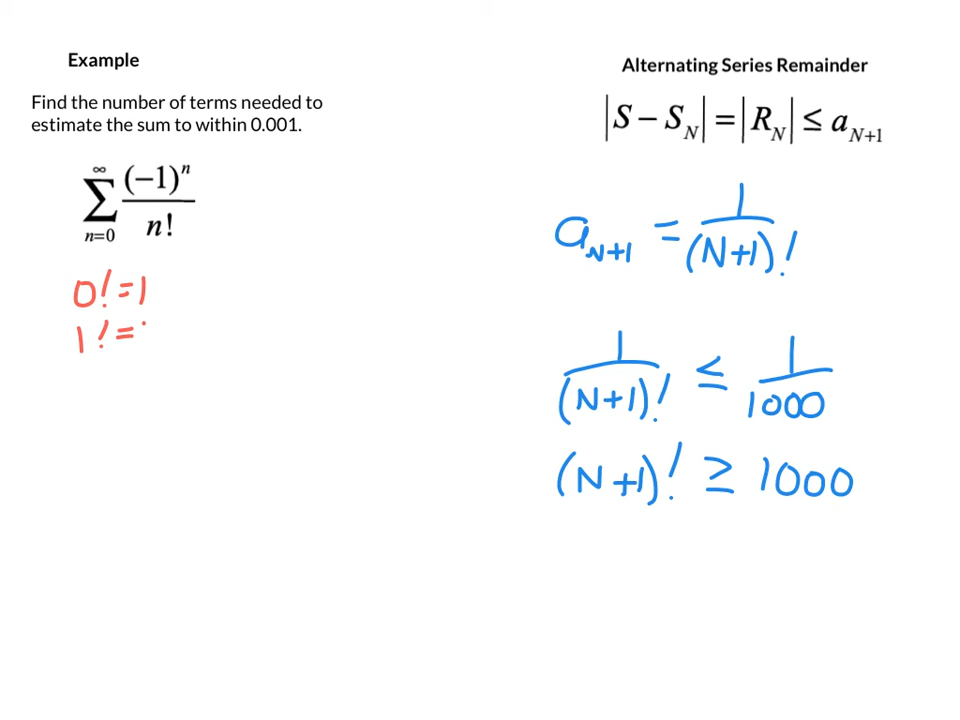 Example
Find the number of terms needed to
estimate the sum to within 0.001.
∞
∑ (−1)ⁿ / n!
n=0
0! = 1
1! =
Alternating Series Remainder
|S − S_N| = |R_N| ≤ a_{N+1}
a_{N+1} = 1 / (N+1)!
1 / (N+1)! ≤ 1 / 1000
(N+1)! ≥ 1000